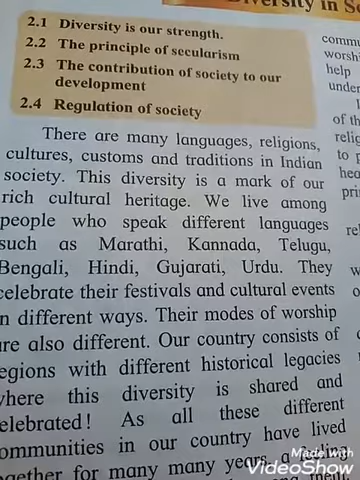 Diversity in So
2.1 Diversity is our strength.
2.2 The principle of secularism
2.3 The contribution of society to our
development
2.4 Regulation of society
There are many languages, religions,
cultures, customs and traditions in Indian
society. This diversity is a mark of our
rich cultural heritage. We live among
people who speak different languages
such as Marathi, Kannada, Telugu,
Bengali, Hindi, Gujarati, Urdu. They
celebrate their festivals and cultural events
n different ways. Their modes of worship
are also different. Our country consists of
egions with different historical legacies
where this diversity is shared and
elebrated! As all these different
ommunities in our country have lived
ogether for many many years, a feeling
commu
worshi
help
under
of th
relig
to p
hea
pri
rel
w
Made with
VideoShow